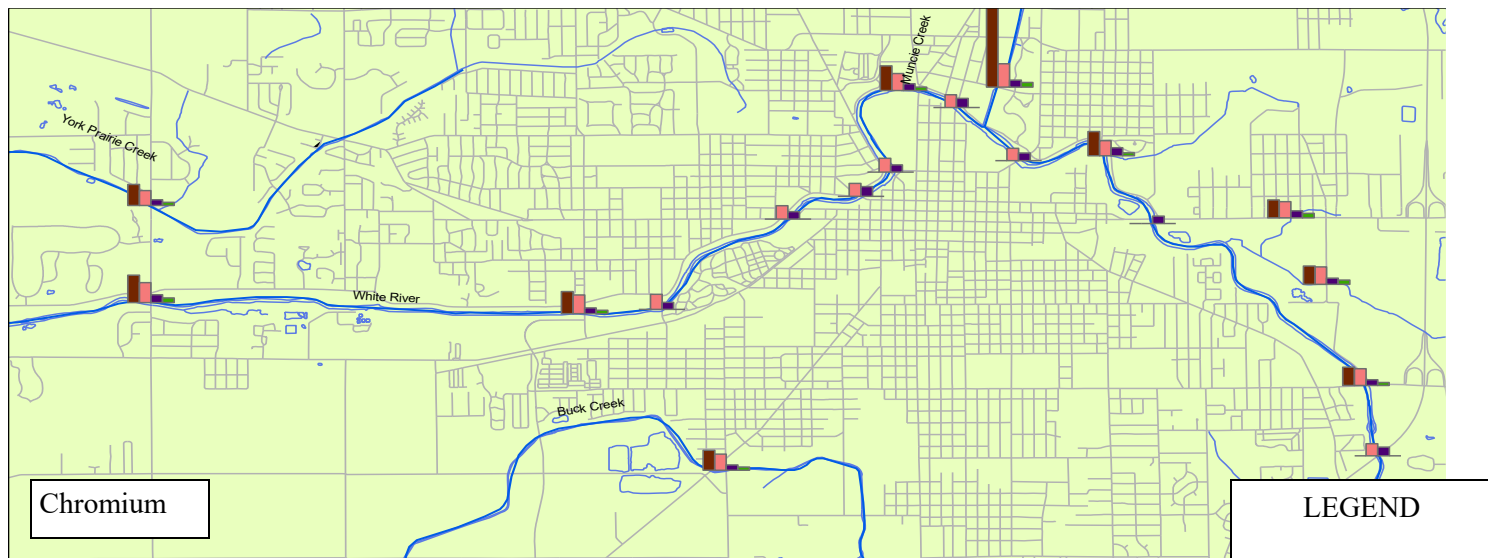 Muncie Creek
York Prairie Creek
White River
Buck Creek
Chromium
LEGEND